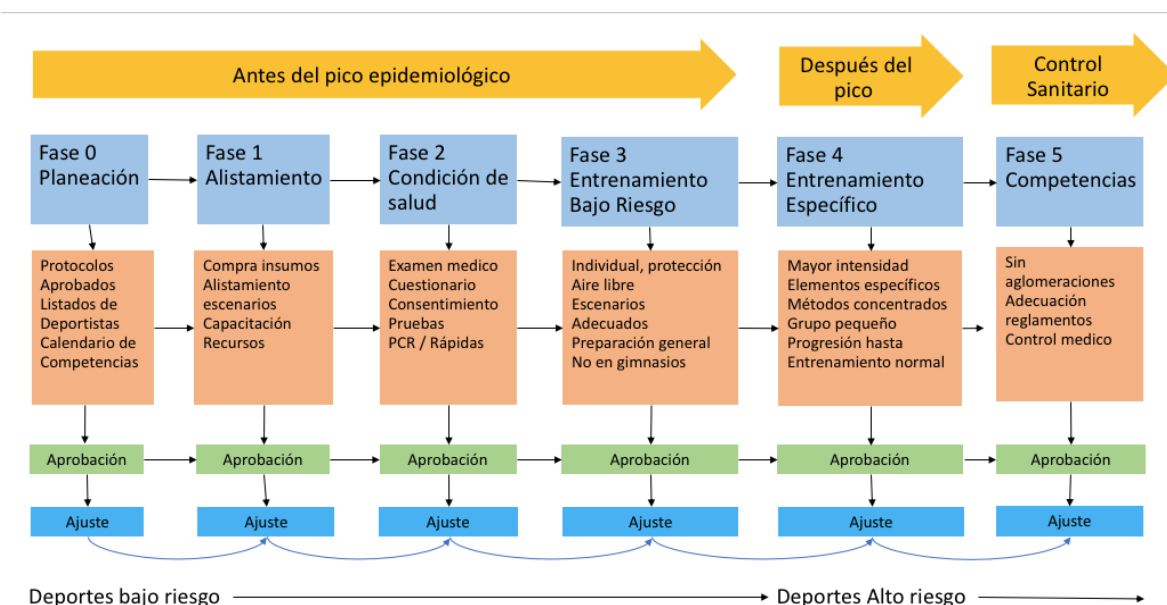 Antes del pico epidemiológico
Después del
pico
Control
Sanitario
Fase 0
Planeación
Fase 1
Alistamiento
Fase 2
Condición de
salud
Fase 3
Entrenamiento
Bajo Riesgo
Fase 4
Entrenamiento
Específico
Fase 5
Competencias
Protocolos
Aprobados
Listados de
Deportistas
Calendario de
Competencias
Compra insumos
Alistamiento
escenarios
Capacitación
Recursos
Examen medico
Cuestionario
Consentimiento
Pruebas
PCR / Rápidas
Individual, protección
Aire libre
Escenarios
Adecuados
Preparación general
No en gimnasios
Mayor intensidad
Elementos específicos
Métodos concentrados
Grupo pequeño
Progresión hasta
Entrenamiento normal
Sin
aglomeraciones
Adecuación
reglamentos
Control medico
Aprobación
Aprobación
Aprobación
Aprobación
Aprobación
Aprobación
Ajuste
Ajuste
Ajuste
Ajuste
Ajuste
Ajuste
Deportes bajo riesgo
Deportes Alto riesgo